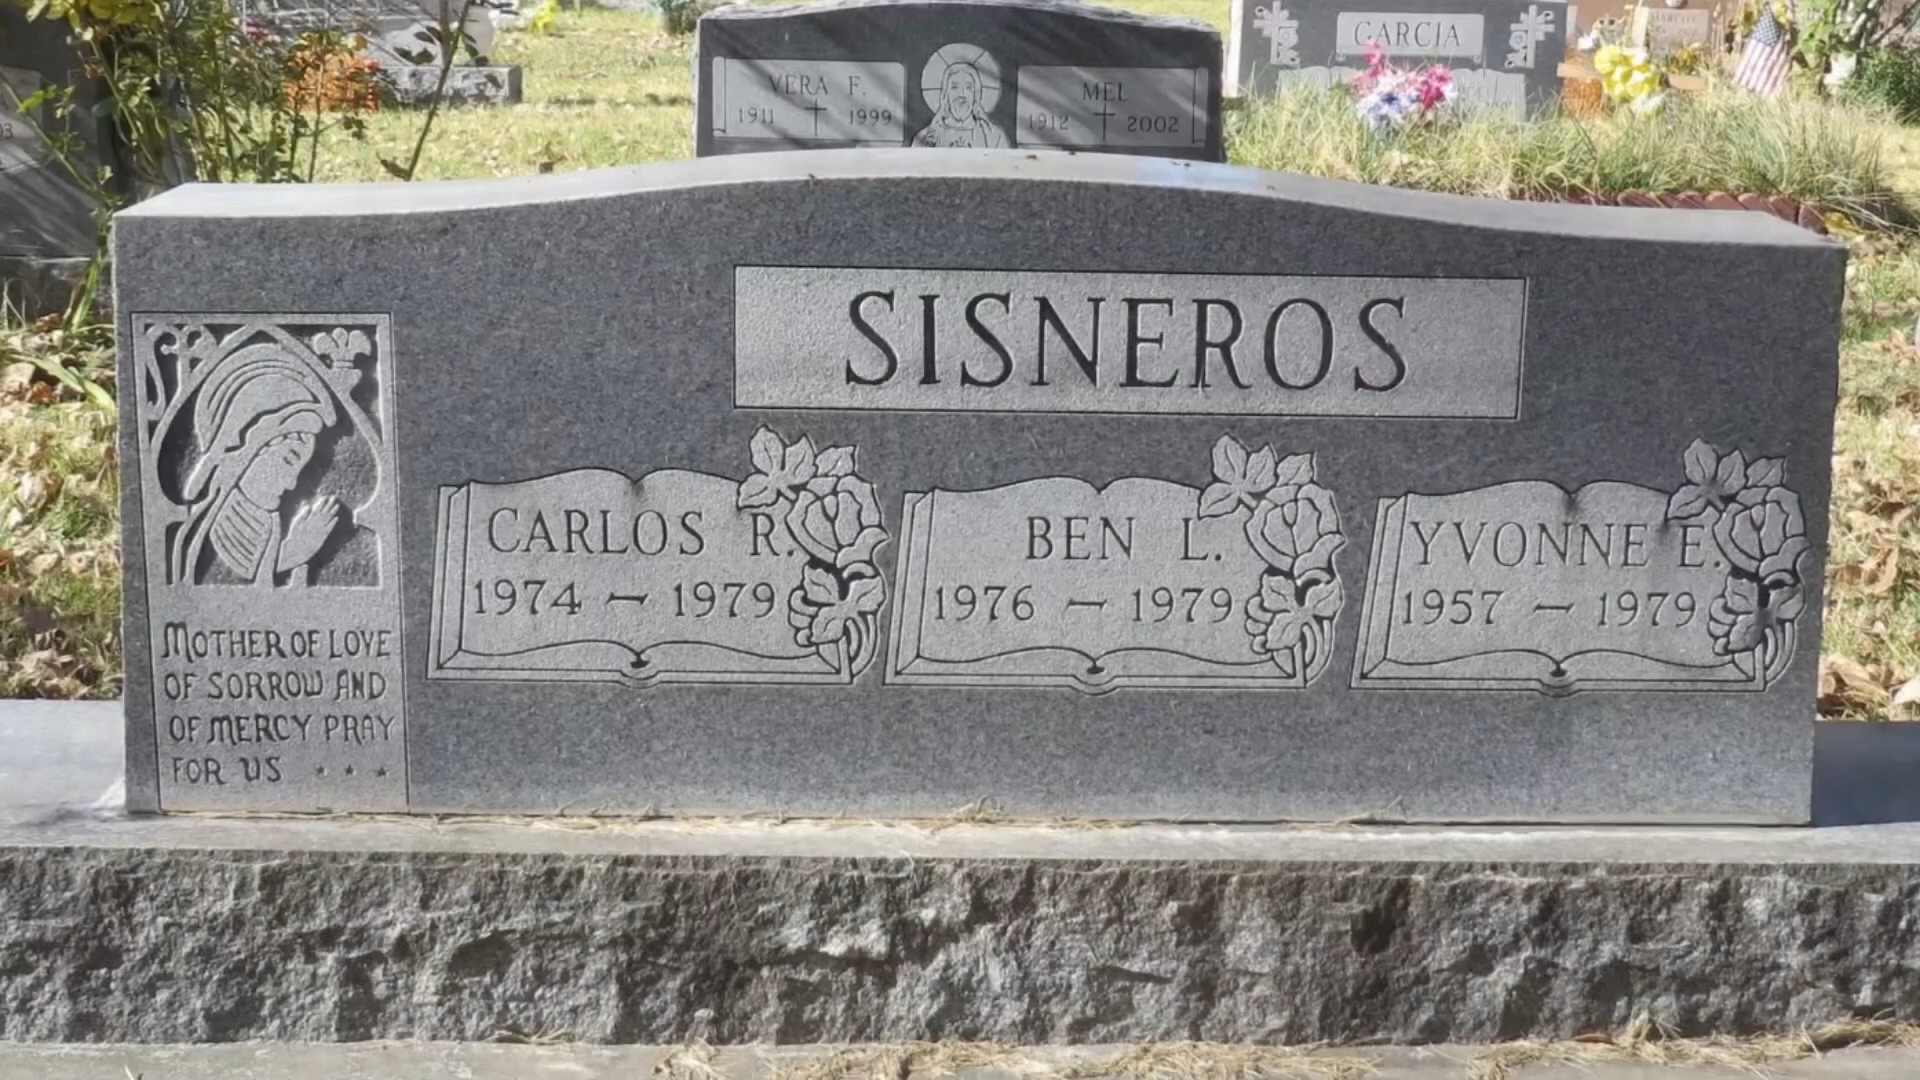 GARCIA
VERA F.
1911 1999
MEL
1912 2002
SISNEROS
CARLOS R.
1974 - 1979
BEN L.
1976 - 1979
YVONNE E.
1957 - 1979
MOTHER OF LOVE
OF SORROW AND
OF MERCY PRAY
FOR US ...